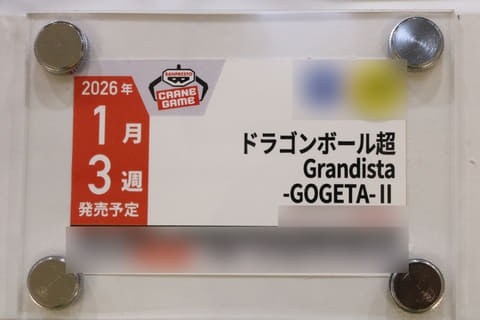 2026年
1月
3週
発売予定
BANPRESTO
CRANE
GAME
ドラゴンボール超
Grandista
-GOGETA-Ⅱ